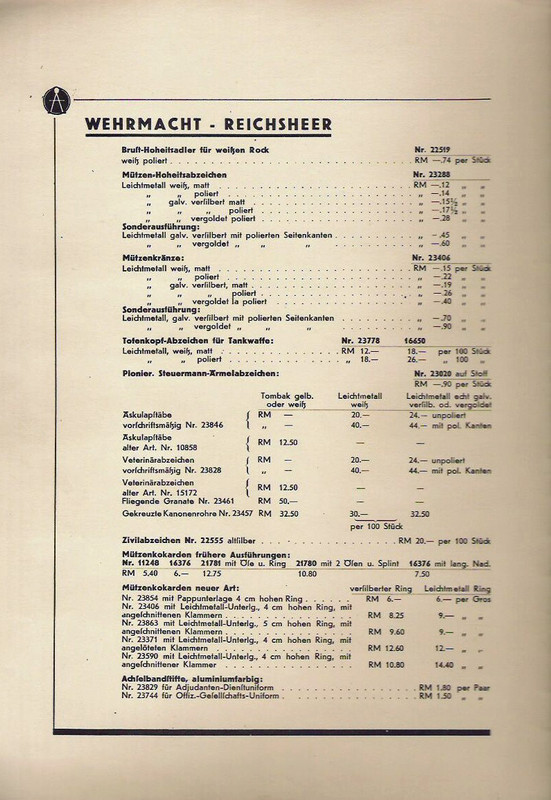 WEHRMACHT - REICHSHEER
Bruſt-Hoheitsadler für weißen Rock Nr. 22519
weiß poliert RM —.74 per Stück
Mützen-Hoheitsabzeichen Nr. 23288
Leichtmetall weiß, matt RM —.12 „ „
„ „ poliert „ —.14 „ „
„ galv. verſilbert matt „ —.15½ „ „
„ „ „ poliert „ —.17½ „ „
„ „ vergoldet poliert „ —.28 „ „
Sonderausführung:
Leichtmetall galv. verſilbert mit polierten Seitenkanten „ -.45 „ „
„ „ vergoldet „ „ „ „ —.60 „ „
Mützenkränze: Nr. 23406
Leichtmetall weiß, matt RM —.15 per Stück
„ „ poliert „ —.22 „ „
„ galv. verſilbert, matt „ —.19 „ „
„ „ „ poliert „ —.26 „ „
„ „ vergoldet la poliert „ —.40 „ „
Sonderausführung:
Leichtmetall, galv. verſilbert mit polierten Seitenkanten „ —.70 „ „
„ „ vergoldet „ „ „ „ —.90 „ „
Totenkopf-Abzeichen für Tankwaffe: Nr. 23778 16650
Leichtmetall, weiß, matt RM 12.— 18.— per 100 Stück
„ „ poliert „ 18.— 26.— „ 100 „
Pionier. Steuermann-Ärmelabzeichen: Nr. 23020 auf Stoff
RM —.90 per Stück
Tombak gelb. Leichtmetall Leichtmetall echt galv.
oder weiß weiß verſilb. od. vergoldet
Äskulapſtäbe { RM — 20.— 24.— unpoliert
vorſchriftsmäßig Nr. 23846 „ — 40.— 44.— mit pol. Kanten
Äskulapſtäbe
alter Art Nr. 10858 { RM 12.50 — —
Veterinärabzeichen { RM — 20.— 24.— unpoliert
vorſchriftsmäßig Nr. 23828 „ — 40.— 44.— mit pol. Kanten
Veterinärabzeichen
alter Art. Nr. 15172 { RM 12.50 — —
Fliegende Granate Nr. 23461 RM 50.— — —
Gekreuzte Kanonenrohre Nr. 23457 RM 32.50 30.— 32.50
per 100 Stück
Zivilabzeichen Nr. 22555 altſilber RM 20.— per 100 Stück
Mützenkokarden frühere Ausführungen:
Nr. 11248 16376 21781 mit Öſe u. Ring 21780 mit 2 Öſen u. Splint 16376 mit lang. Nad.
RM 5.40 6.— 12.75 10.80 7.50
Mützenkokarden neuer Art: verſilberter Ring Leichtmetall Ring
Nr. 23854 mit Pappunterlage 4 cm hohen Ring RM 6.— 6.— per Gros
Nr. 23406 mit Leichtmetall-Unterlg., 4 cm hohen Ring, mit
angeſchnittenen Klammern RM 8.25 9.— „ „
Nr. 23863 mit Leichtmetall-Unterlg., 5 cm hohen Ring, mit
angeſchnittenen Klammern RM 9.60 9.— „ „
Nr. 23371 mit Leichtmetall-Unterlg., 4 cm hohen Ring, mit
angelöteten Klammern RM 12.60 12.— „ „
Nr. 23590 mit Leichtmetall-Unterlg., 4 cm hohen Ring, mit
angeſchnittener Klammer RM 10.80 14.40 „ „
Achſelbandſtifte, aluminiumfarbig:
Nr. 23829 für Adjudanten-Dienſtuniform RM 1.80 per Paar
Nr. 23744 für Offiz.-Geſellſchafts-Uniform RM 1.50 „ „